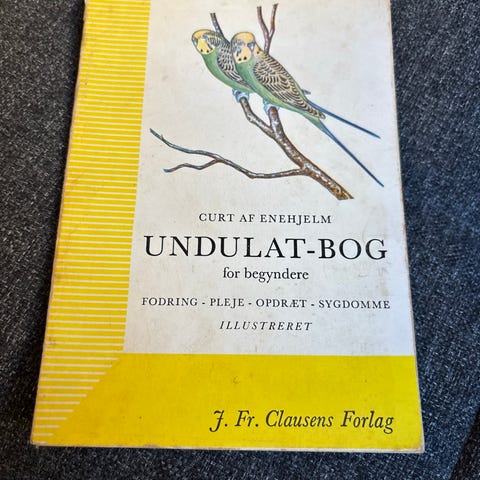 CURT AF ENEHJELM
UNDULAT-BOG
for begyndere
FODRING - PLEJE - OPDRÆT - SYGDOMME
ILLUSTRERET
J. Fr. Clausens Forlag